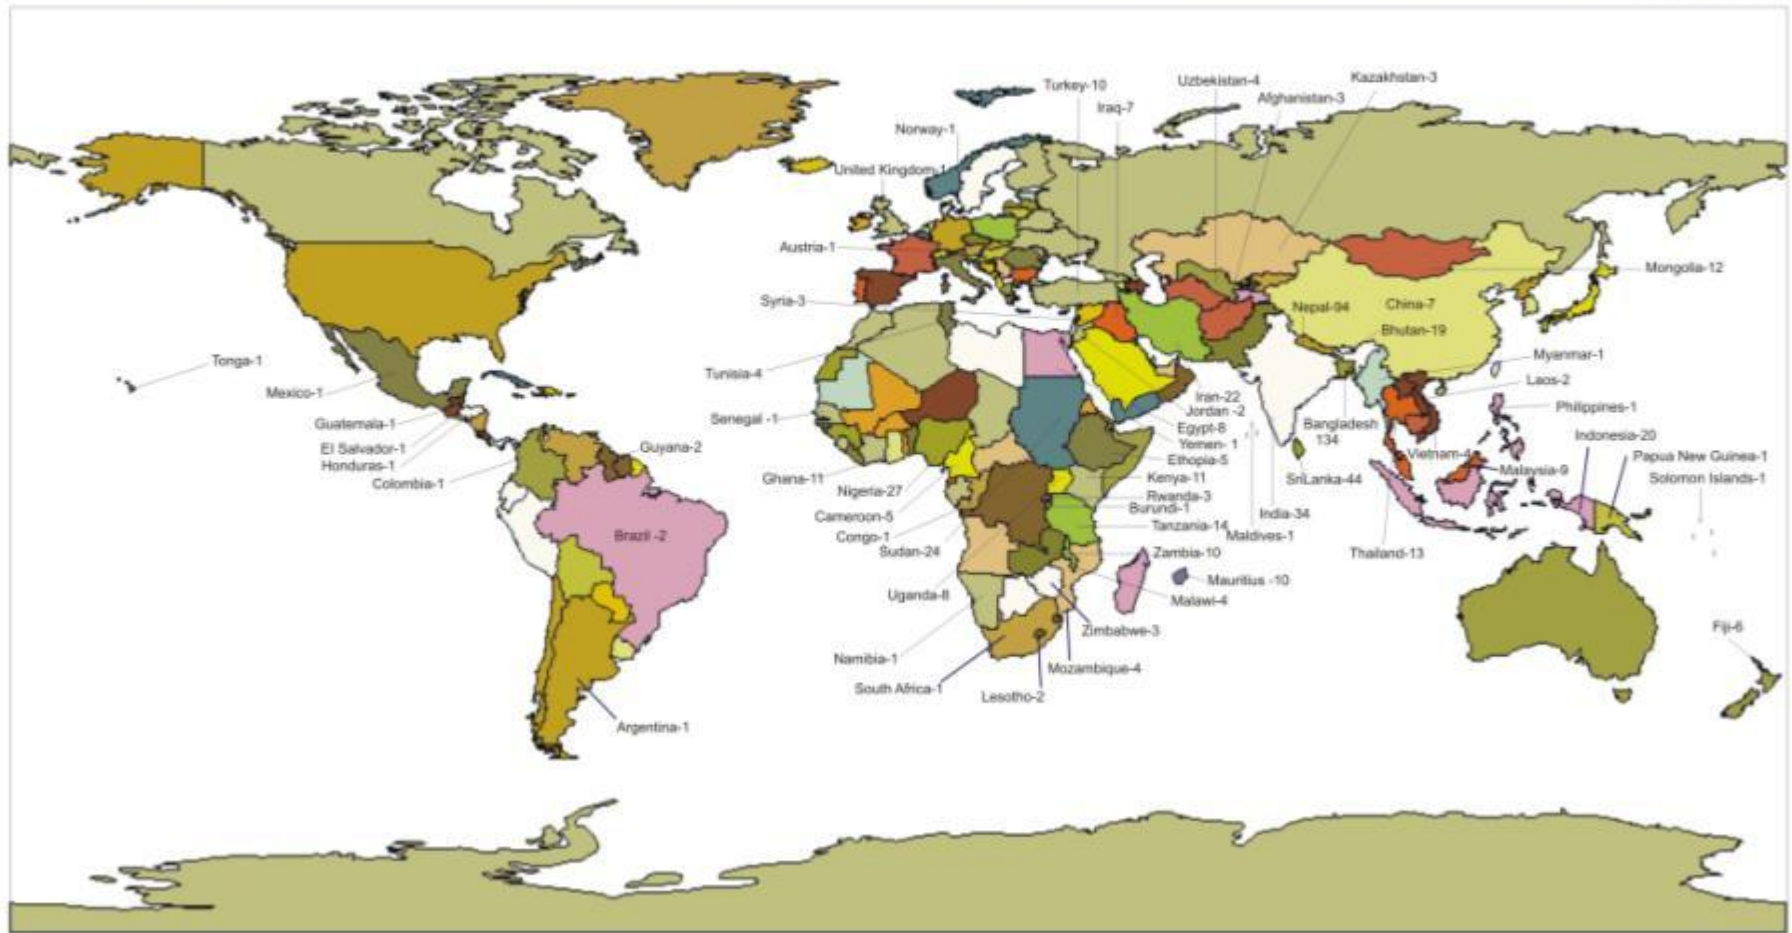 Turkey-10
Uzbekistan-4
Kazakhstan-3
Afghanistan-3
Iraq-7
Norway-1
United Kingdom-1
Austria-1
Mongolia-12
Syria-3
Nepal-94
China-7
Bhutan-19
Tonga-1
Myanmar-1
Tunisia-4
Laos-2
Mexico-1
Iran-22
Jordan -2
Philippines-1
Senegal -1
Guatemala-1
Egypt-8
Bangladesh
134
Indonesia-20
El Salvador-1
Guyana-2
Yemen- 1
Vietnam-4
Papua New Guinea-1
Honduras-1
Ethopia-5
Malaysia-9
Colombia-1
Ghana-11
Kenya-11
SriLanka-44
Solomon Islands-1
Nigeria-27
Rwanda-3
Burundi-1
India-34
Cameroon-5
Tanzania-14
Maldives-1
Brazil -2
Congo-1
Sudan-24
Zambia-10
Thailand-13
Mauritius -10
Uganda-8
Malawi-4
Zimbabwe-3
Fiji-6
Namibia-1
Mozambique-4
South Africa-1
Lesotho-2
Argentina-1